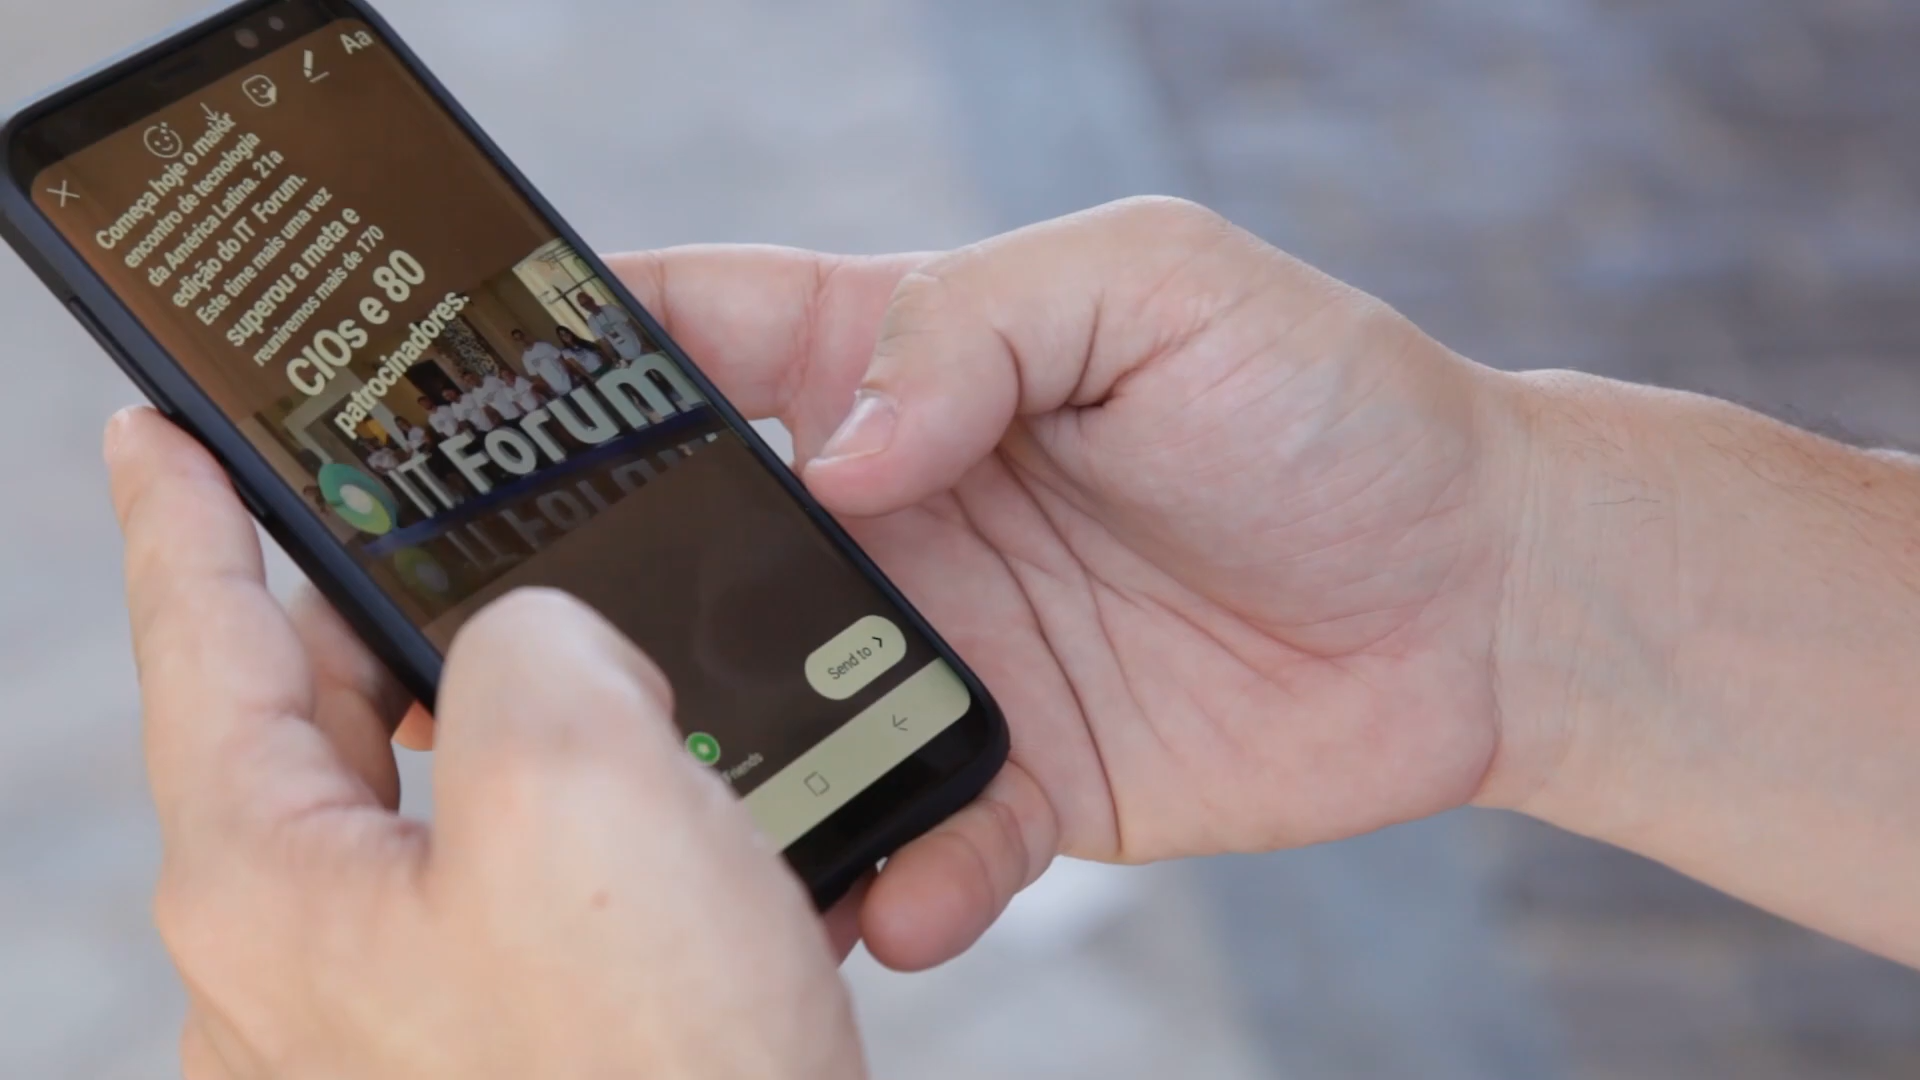 Aa
Começa hoje o maior
encontro de tecnologia
da América Latina. 21a
edição do IT Forum.
Este time mais uma vez
superou a meta e
reuniremos mais de 170
CIOs e 80
patrocinadores.
IT Forum
Send to
Friends